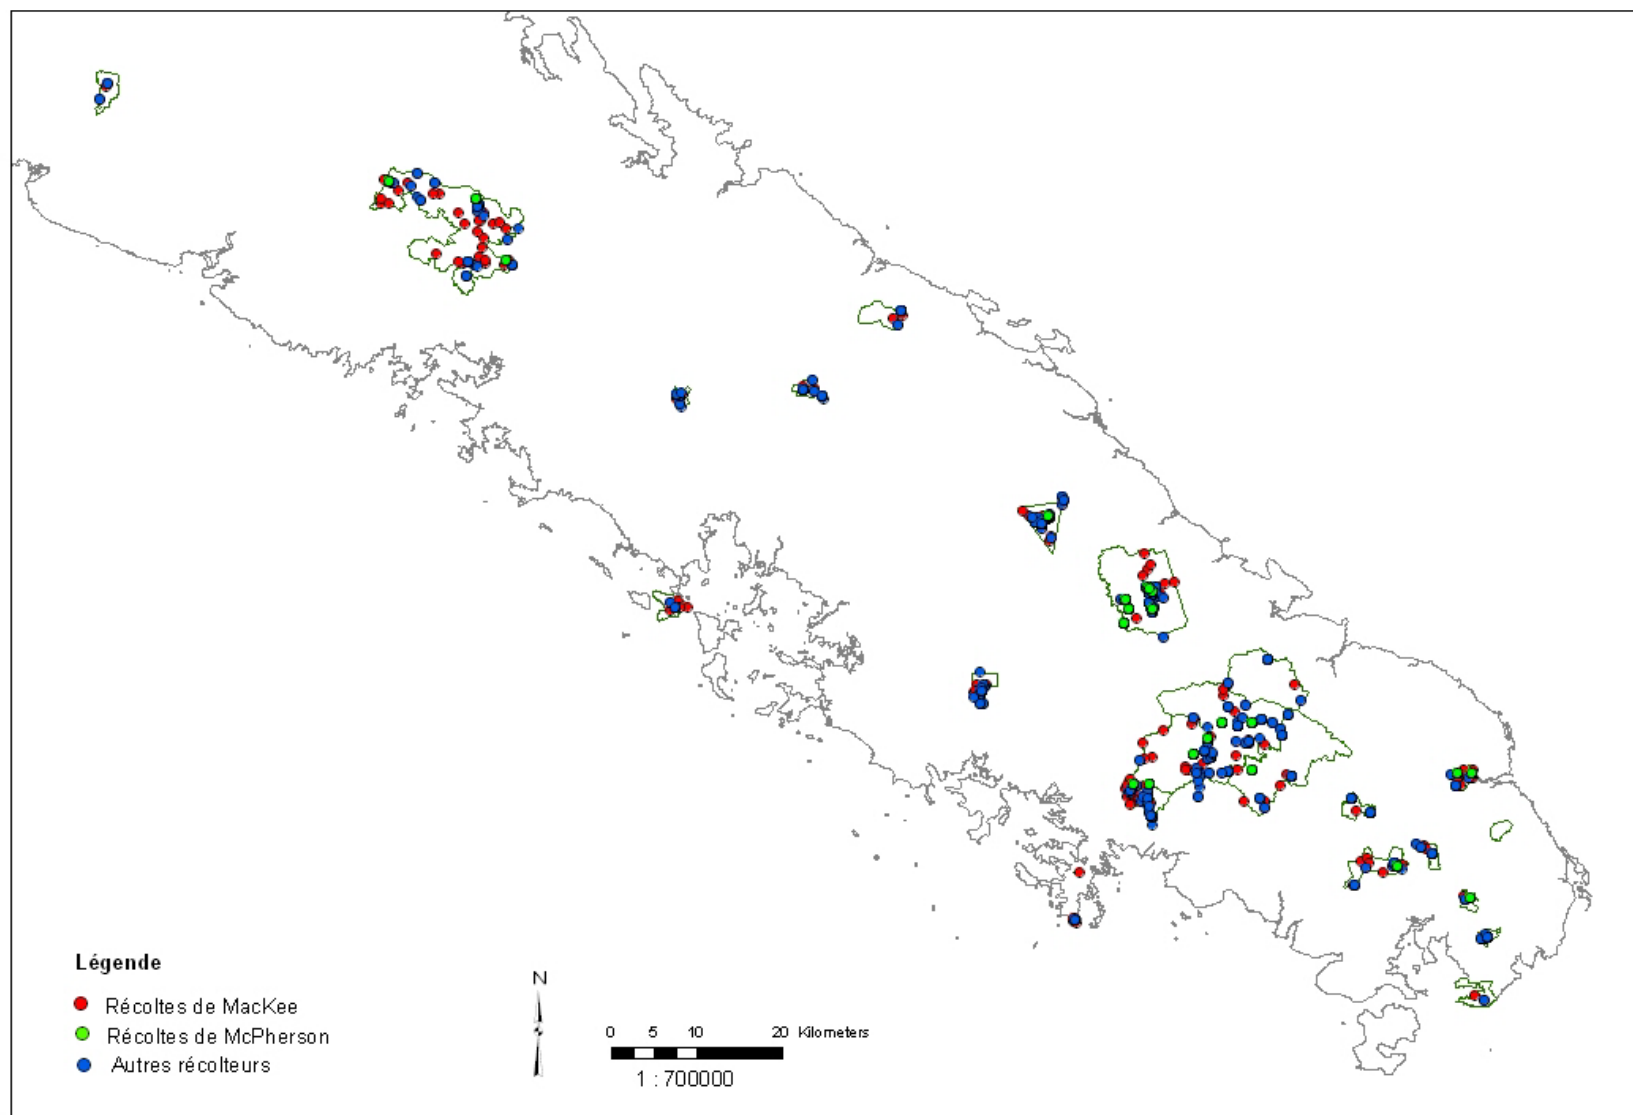 Légende
Récoltes de MacKee
Récoltes de McPherson
Autres récolteurs
N
0 5 10 20 Kilometers
1 : 700000